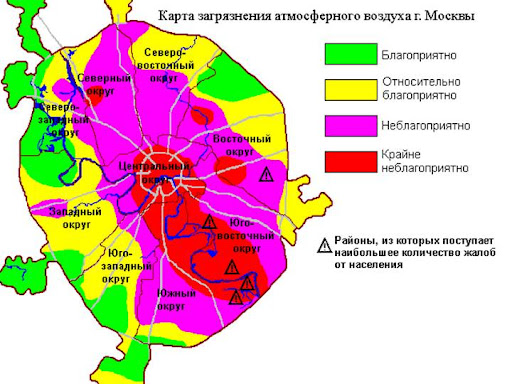 Карта загрязнения атмосферного воздуха г. Москвы
Благоприятно
Относительно
благоприятно
Неблагоприятно
Крайне
неблагоприятно
Районы, из которых поступает
наибольшее количество жалоб
от населения
Северо-
восточный
округ
Северный
округ
Северо-
западный
округ
Восточный
округ
Центральный
округ
Западный
округ
Юго-
восточный
округ
Юго-
западный
округ
Южный
округ